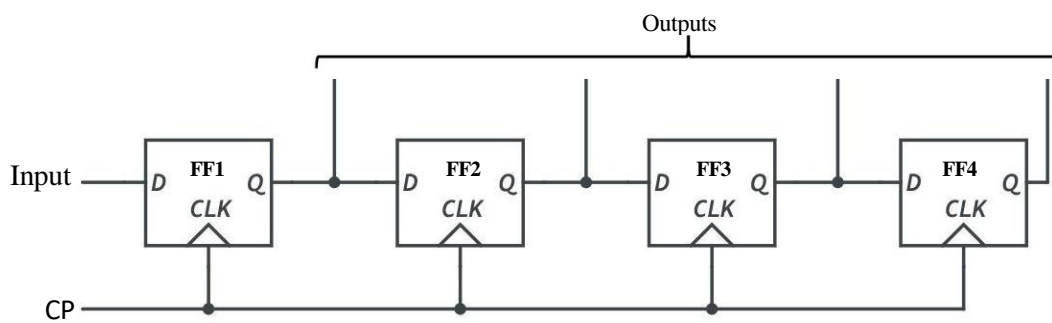 Outputs
FF1 FF2 FF3 FF4
Input D Q D Q D Q D Q
CLK CLK CLK CLK
CP